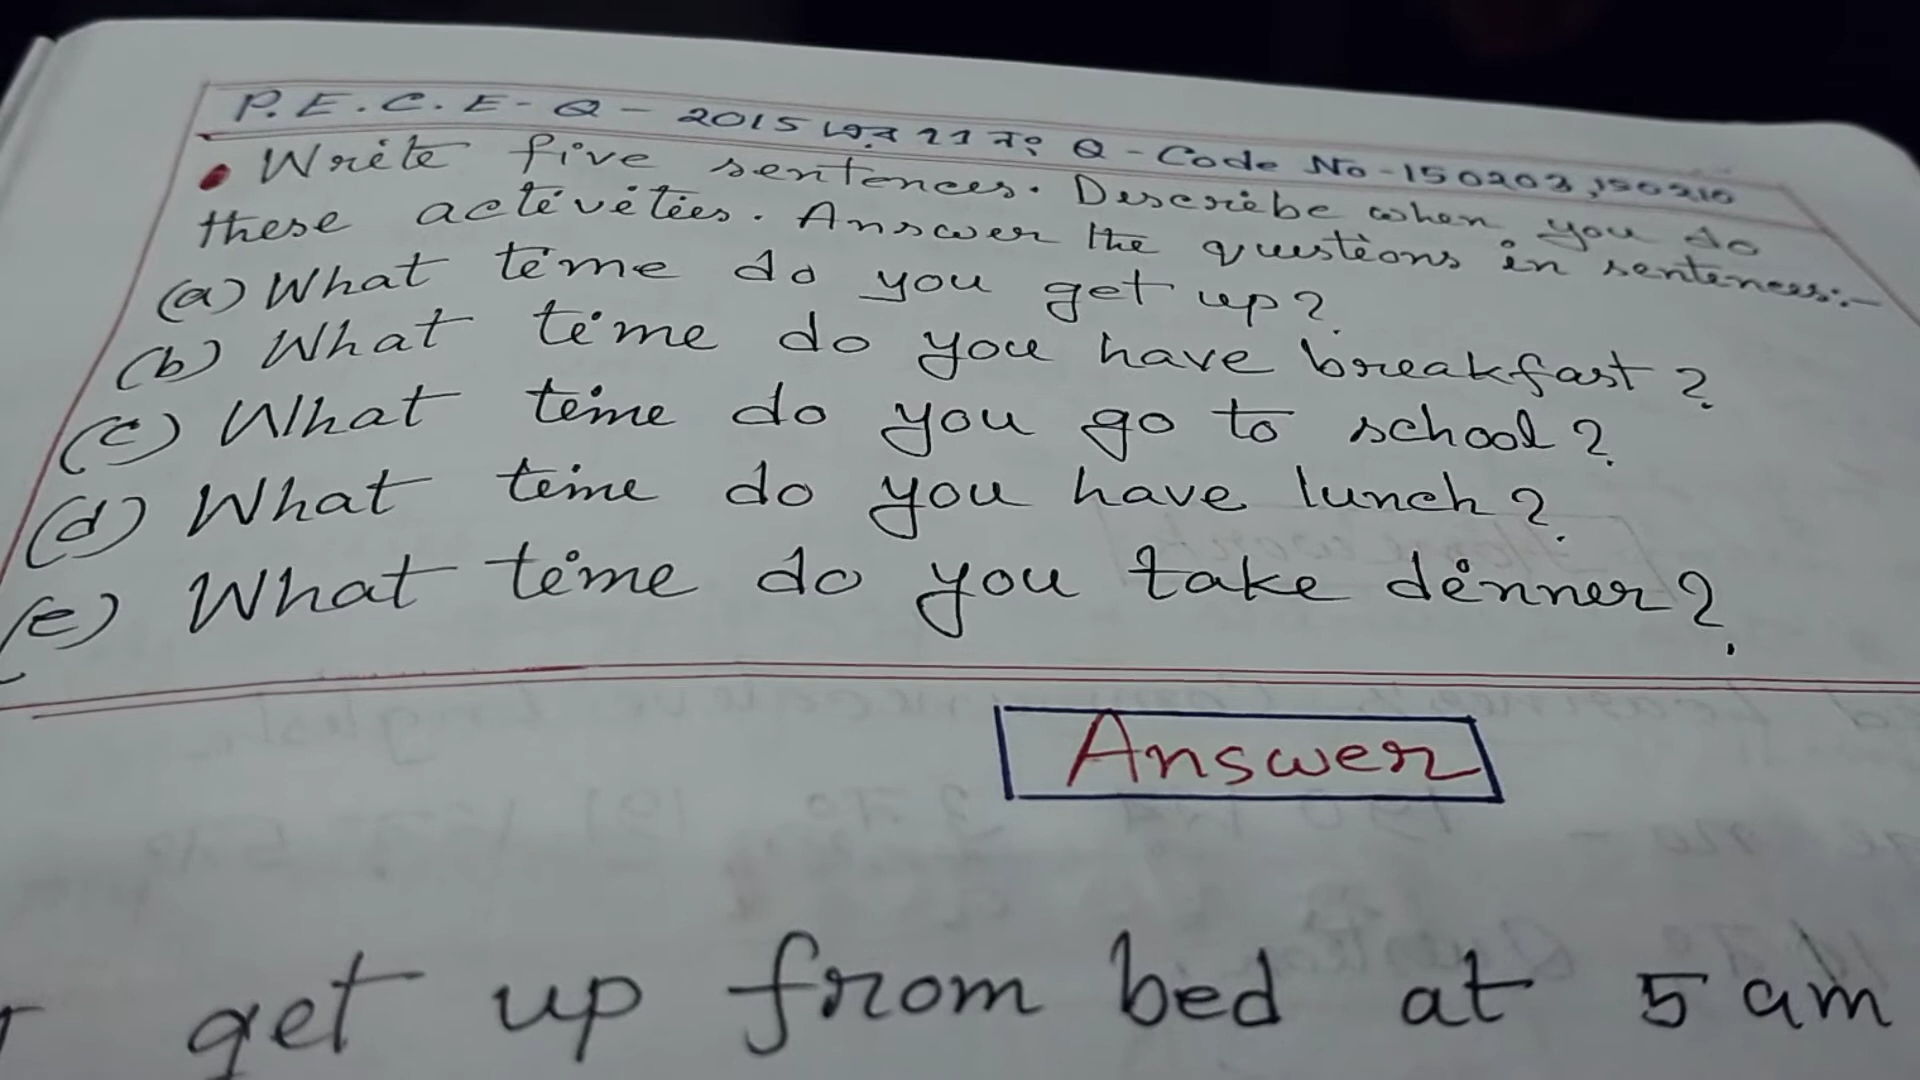 P.E.C.E-Q - 2015 এর 11 নং Q-Code No-150203, 150210
• Write five sentences. Describe when you do
these activities. Answer the questions in sentences:-
(a) What time do you get up?
(b) What time do you have breakfast?
(c) What time do you go to school?
(d) What time do you have lunch?
(e) What time do you take dinner?
Answer
I get up from bed at 5 am